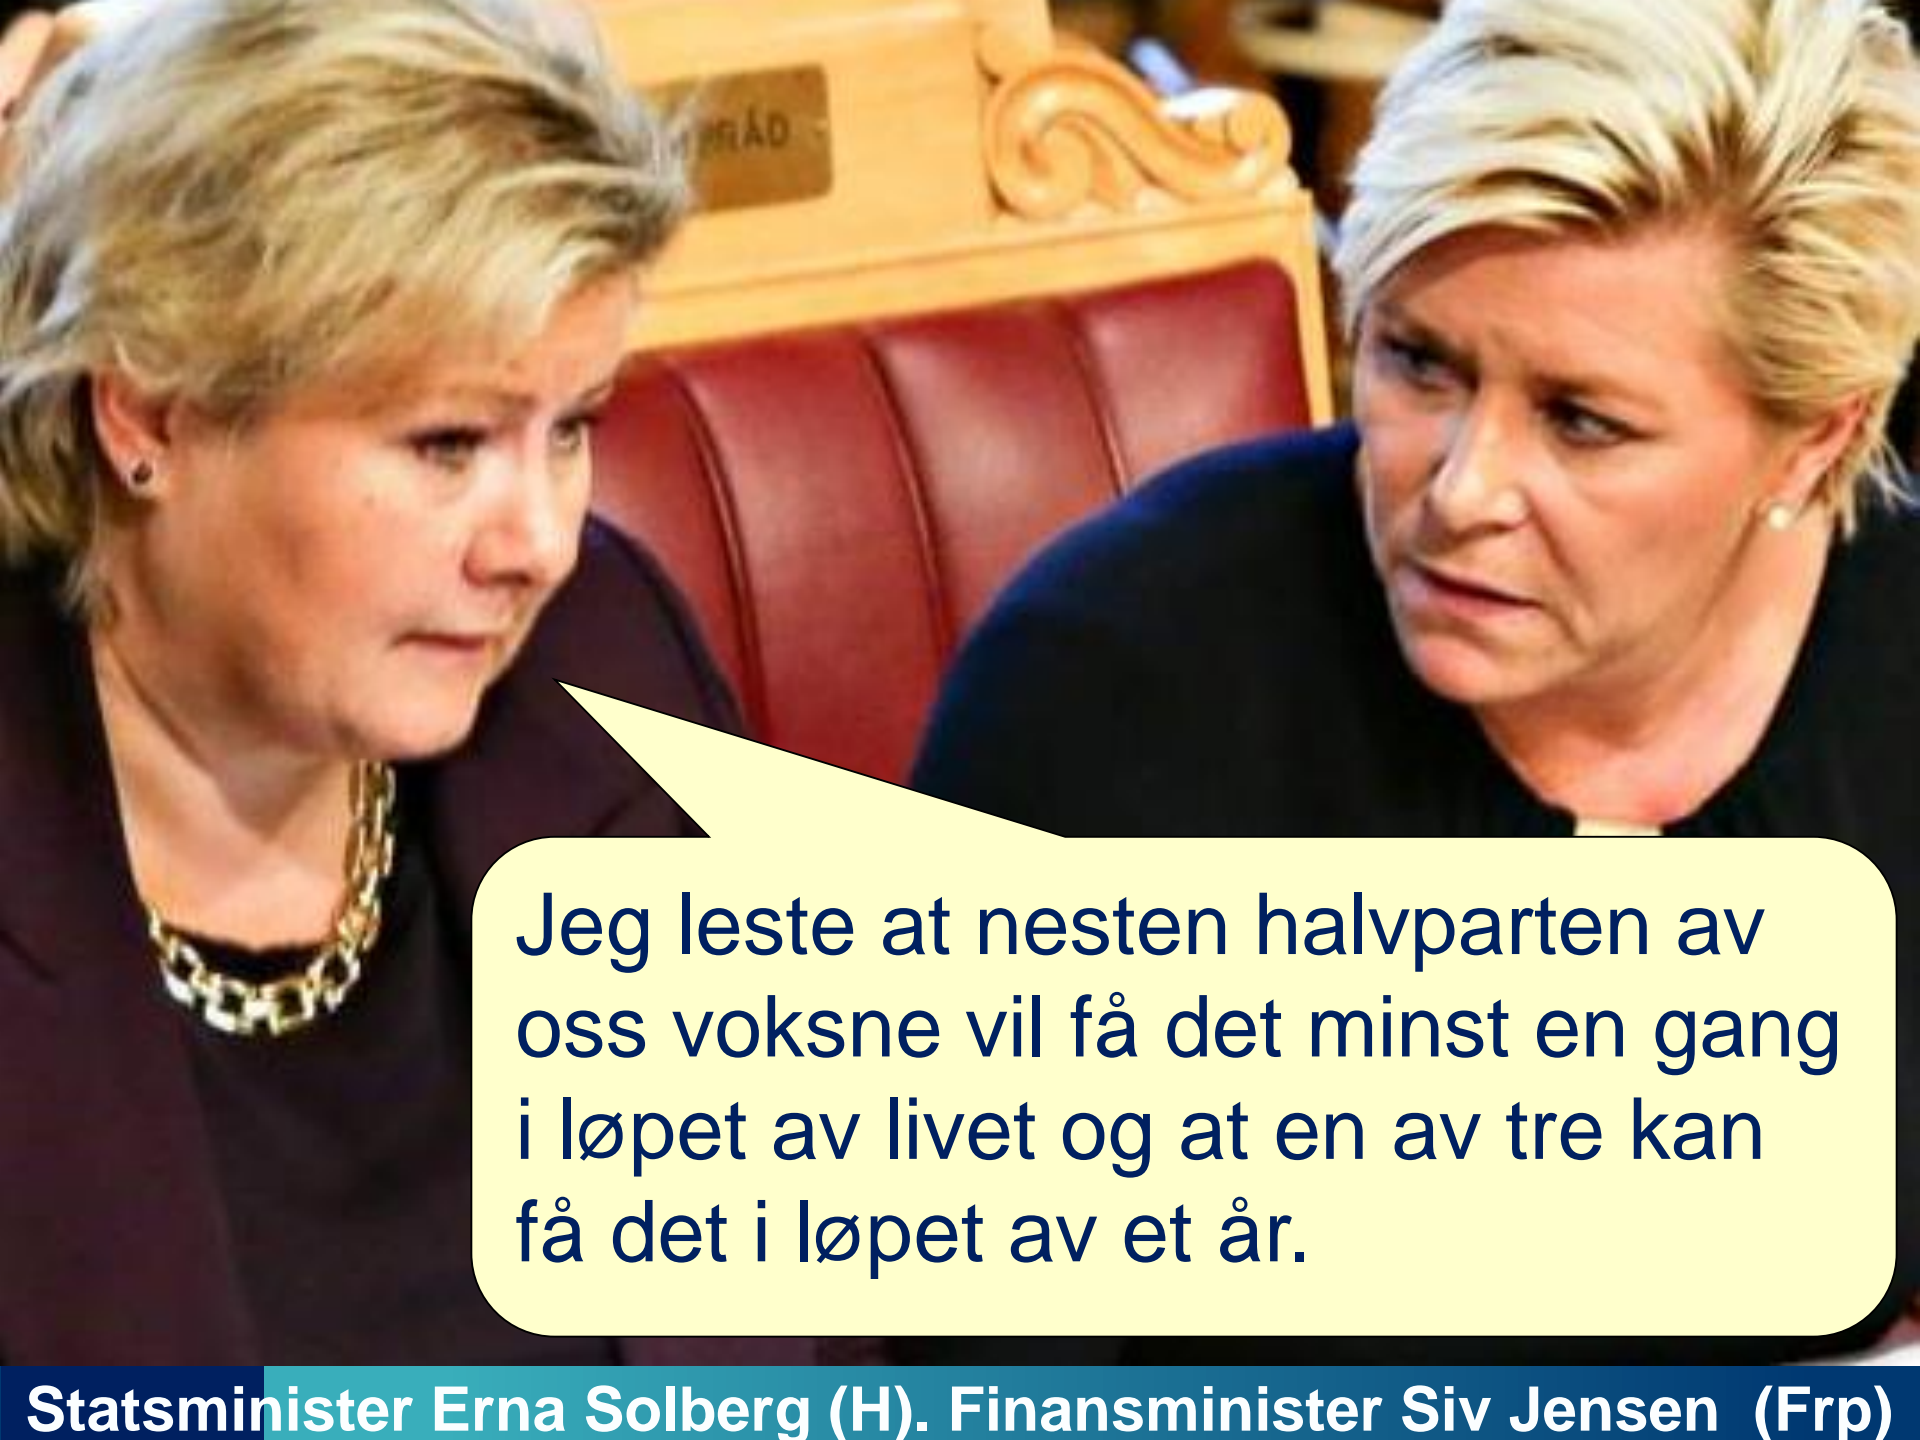 RÅD
Jeg leste at nesten halvparten av
oss voksne vil få det minst en gang
i løpet av livet og at en av tre kan
få det i løpet av et år.
Statsminister Erna Solberg (H). Finansminister Siv Jensen (Frp)